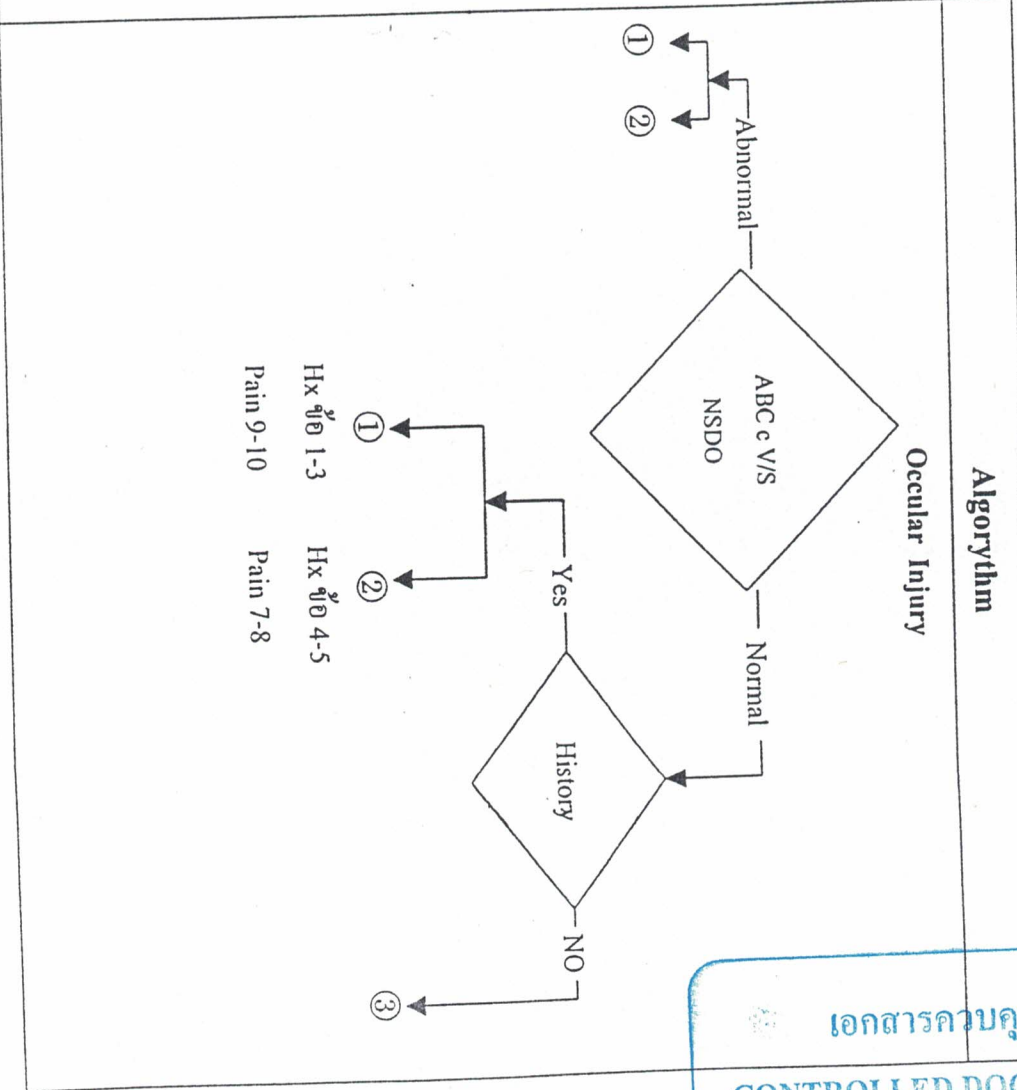 Algorythm
Occular Injury
ABC c V/S
NSDO
Abnormal
①
②
Normal
History
Yes
NO
①
②
③
Hx ข้อ 1-3
Hx ข้อ 4-5
Pain 9-10
Pain 7-8
เอกสารควบคุ
CONTROLLED DOC